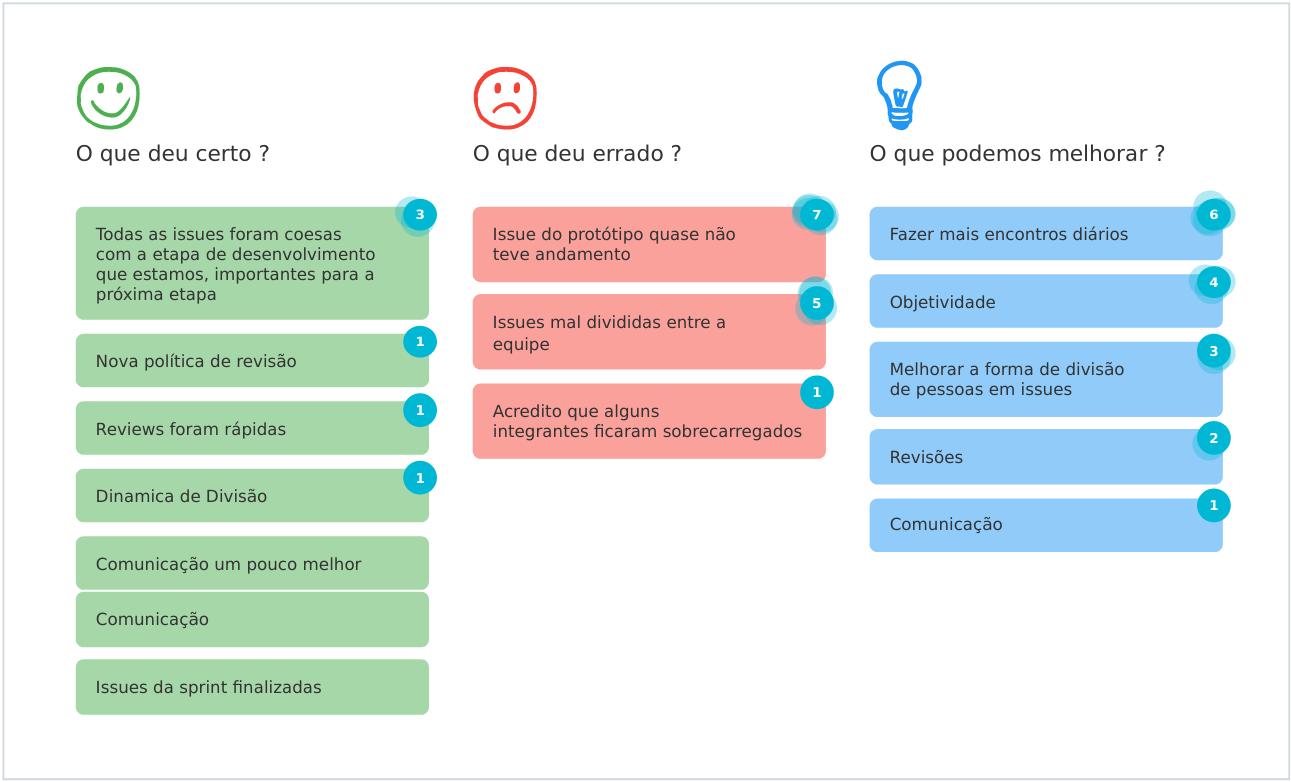 O que deu certo ?
3
Todas as issues foram coesas
com a etapa de desenvolvimento
que estamos, importantes para a
próxima etapa
1
Nova política de revisão
1
Reviews foram rápidas
1
Dinamica de Divisão
Comunicação um pouco melhor
Comunicação
Issues da sprint finalizadas
O que deu errado ?
7
Issue do protótipo quase não
teve andamento
5
Issues mal divididas entre a
equipe
1
Acredito que alguns
integrantes ficaram sobrecarregados
O que podemos melhorar ?
6
Fazer mais encontros diários
4
Objetividade
3
Melhorar a forma de divisão
de pessoas em issues
2
Revisões
1
Comunicação